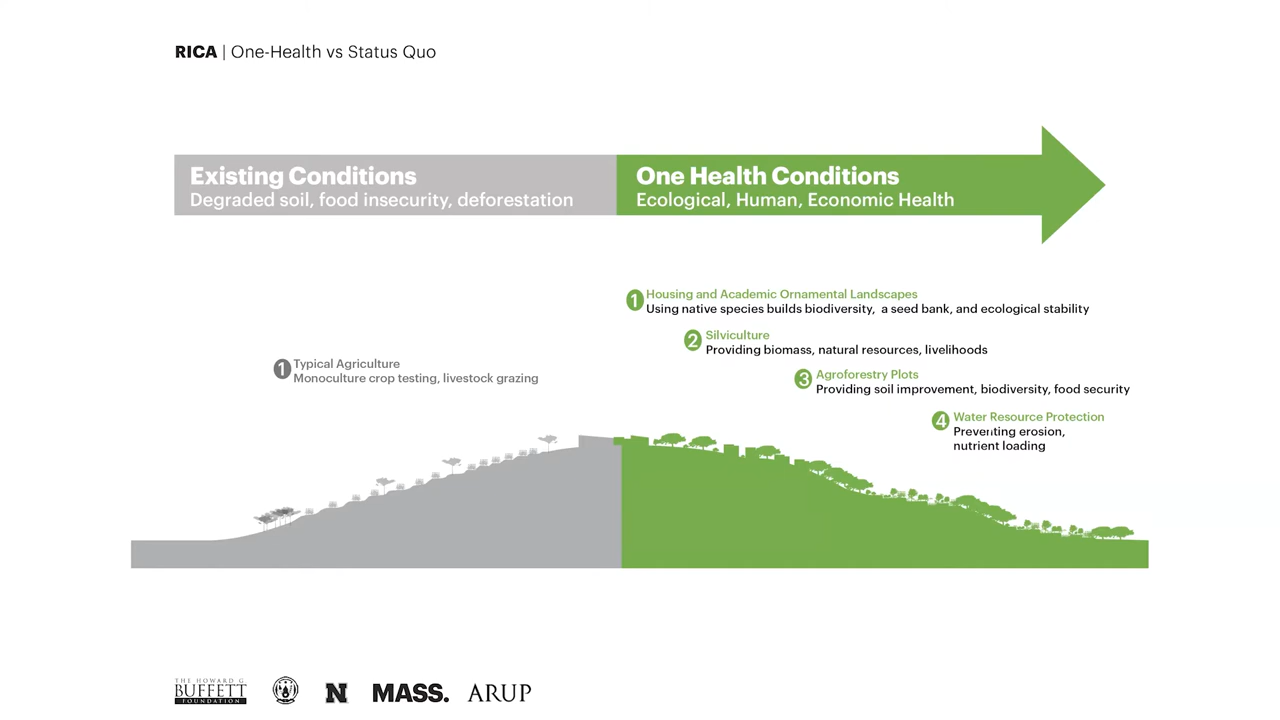 RICA | One-Health vs Status Quo
Existing Conditions
Degraded soil, food insecurity, deforestation
One Health Conditions
Ecological, Human, Economic Health
1 Housing and Academic Ornamental Landscapes
Using native species builds biodiversity, a seed bank, and ecological stability
2 Silviculture
Providing biomass, natural resources, livelihoods
1 Typical Agriculture
Monoculture crop testing, livestock grazing
3 Agroforestry Plots
Providing soil improvement, biodiversity, food security
4 Water Resource Protection
Preventing erosion,
nutrient loading
THE HOWARD G.
BUFFETT
FOUNDATION
N
MASS.
ARUP